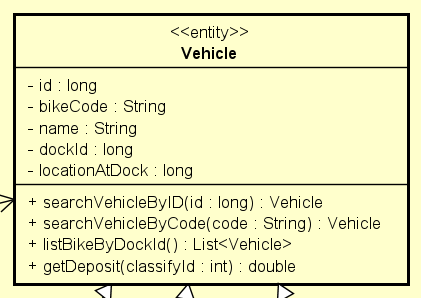 <<entity>>
Vehicle
- id : long
- bikeCode : String
- name : String
- dockId : long
- locationAtDock : long
+ searchVehicleByID(id : long) : Vehicle
+ searchVehicleByCode(code : String) : Vehicle
+ listBikeByDockId() : List<Vehicle>
+ getDeposit(classifyId : int) : double